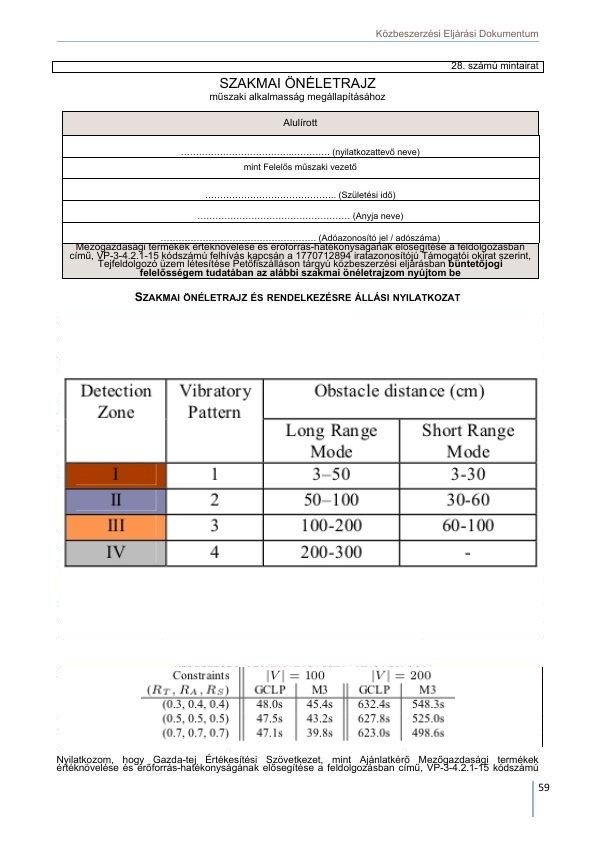 Közbeszerzési Eljárási Dokumentum
28. számú mintairat
SZAKMAI ÖNÉLETRAJZ
műszaki alkalmasság megállapításához
Alulírott
…………………………………………… (nyilatkozattevő neve)
mint Felelős műszaki vezető
…………………………………….. (Születési idő)
…………………………………………… (Anyja neve)
…………………………………………… (Adóazonosító jel / adószáma)
Mezőgazdasági termékek értéknövelése és erőforrás-hatékonyságának elősegítése a feldolgozásban
című, VP-3-4.2.1-15 kódszámú felhívás kapcsán a 1770712894 iratazonosítójú Támogatói okirat szerint,
Tejfeldolgozó üzem létesítése Petőfiszálláson tárgyú közbeszerzési eljárásban büntetőjogi
felelősségem tudatában az alábbi szakmai önéletrajzom nyújtom be
SZAKMAI ÖNÉLETRAJZ ÉS RENDELKEZÉSRE ÁLLÁSI NYILATKOZAT
Detection Zone Vibratory Pattern Obstacle distance (cm)
Long Range Mode Short Range Mode
I 1 3–50 3-30
II 2 50–100 30-60
III 3 100-200 60-100
IV 4 200-300 -
Constraints |V| = 100 |V| = 200
(R_T, R_A, R_S) GCLP M3 GCLP M3
(0.3, 0.4, 0.4) 48.0s 45.4s 632.4s 548.3s
(0.5, 0.5, 0.5) 47.5s 43.2s 627.8s 525.0s
(0.7, 0.7, 0.7) 47.1s 39.8s 623.0s 498.6s
Nyilatkozom, hogy Gazda-tej Értékesítési Szövetkezet, mint Ajánlatkérő Mezőgazdasági termékek
értéknövelése és erőforrás-hatékonyságának elősegítése a feldolgozásban című, VP-3-4.2.1-15 kódszámú
59